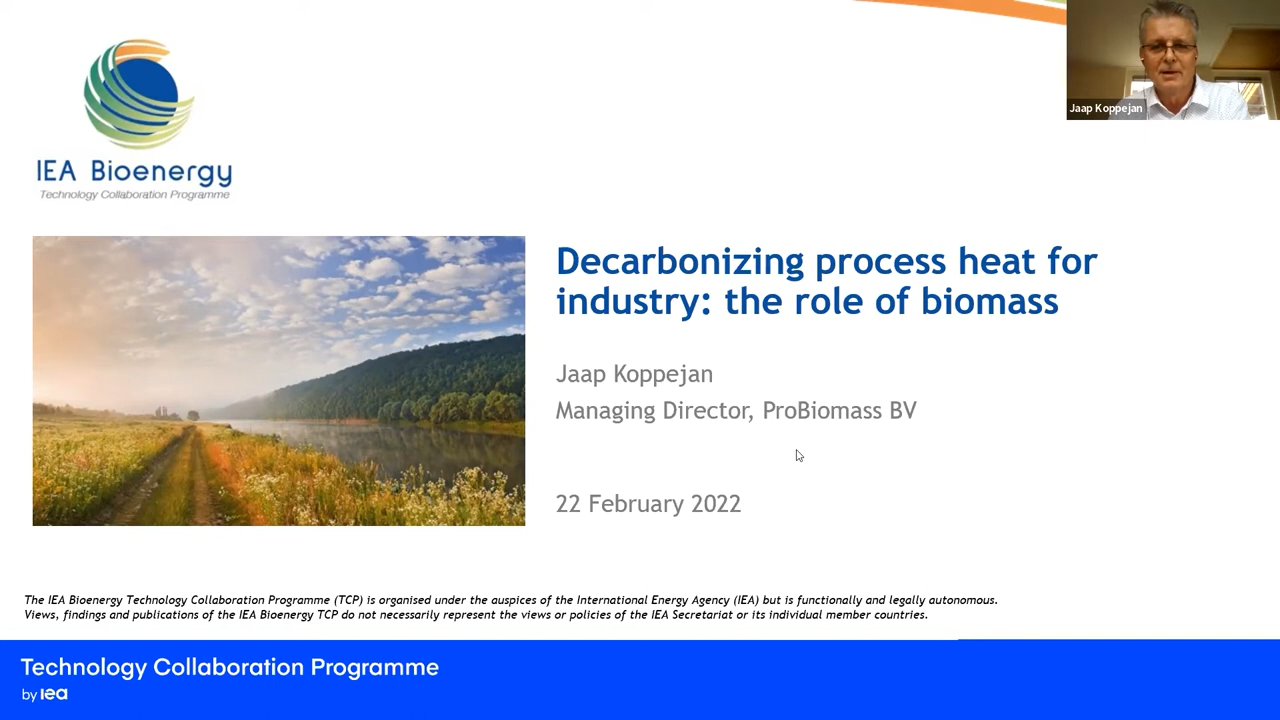 Jaap Koppejan
IEA Bioenergy
Technology Collaboration Programme
Decarbonizing process heat for
industry: the role of biomass
Jaap Koppejan
Managing Director, ProBiomass BV
22 February 2022
The IEA Bioenergy Technology Collaboration Programme (TCP) is organised under the auspices of the International Energy Agency (IEA) but is functionally and legally autonomous.
Views, findings and publications of the IEA Bioenergy TCP do not necessarily represent the views or policies of the IEA Secretariat or its individual member countries.
Technology Collaboration Programme
by iea